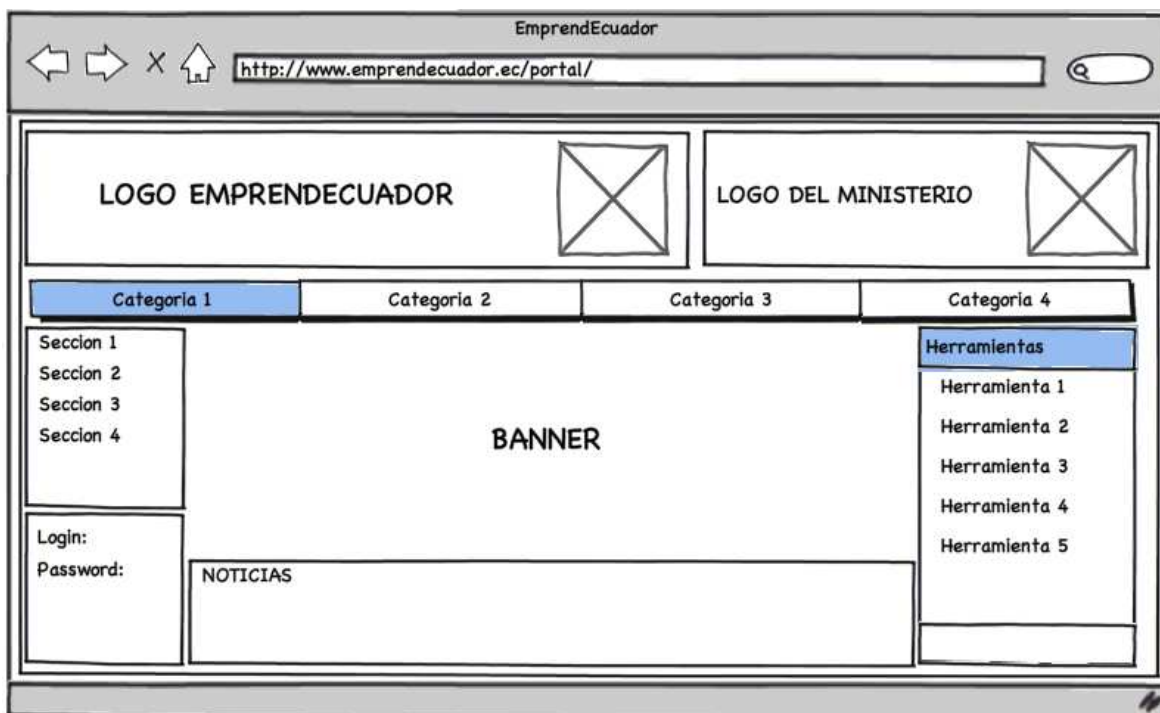 EmprendEcuador
http://www.emprendecuador.ec/portal/
LOGO EMPRENDECUADOR
LOGO DEL MINISTERIO
Categoria 1
Categoria 2
Categoria 3
Categoria 4
Seccion 1
Seccion 2
Seccion 3
Seccion 4
Login:
Password:
BANNER
NOTICIAS
Herramientas
Herramienta 1
Herramienta 2
Herramienta 3
Herramienta 4
Herramienta 5